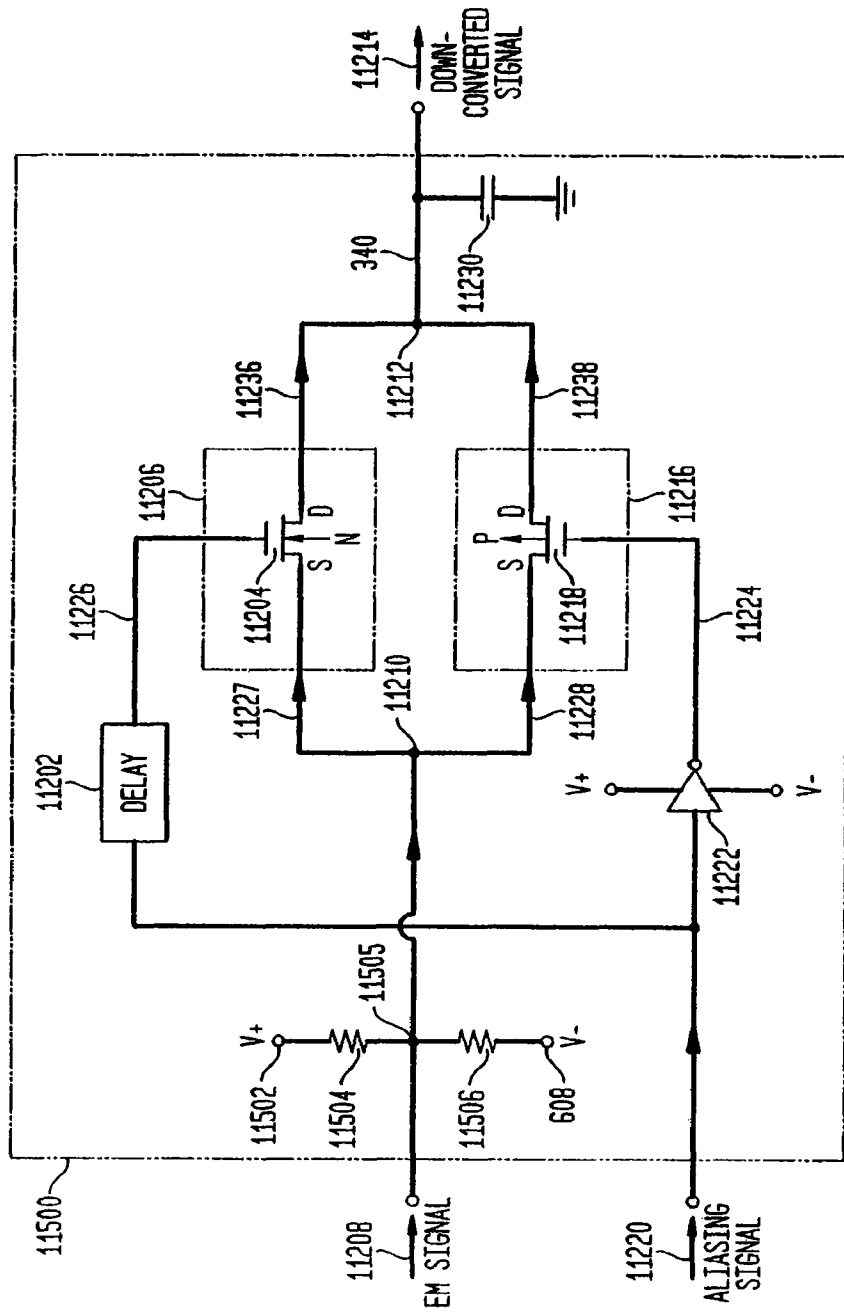 11500
11208
EM SIGNAL
V+
11502
11504
11505
11506
608
V-
11220
ALIASING
SIGNAL
11202
DELAY
11226
11227
11210
11228
V+
V-
11222
11224
11206
11204
S
D
N
11216
11218
S
D
P
11236
11212
11238
340
11230
11214
DOWN-
CONVERTED
SIGNAL